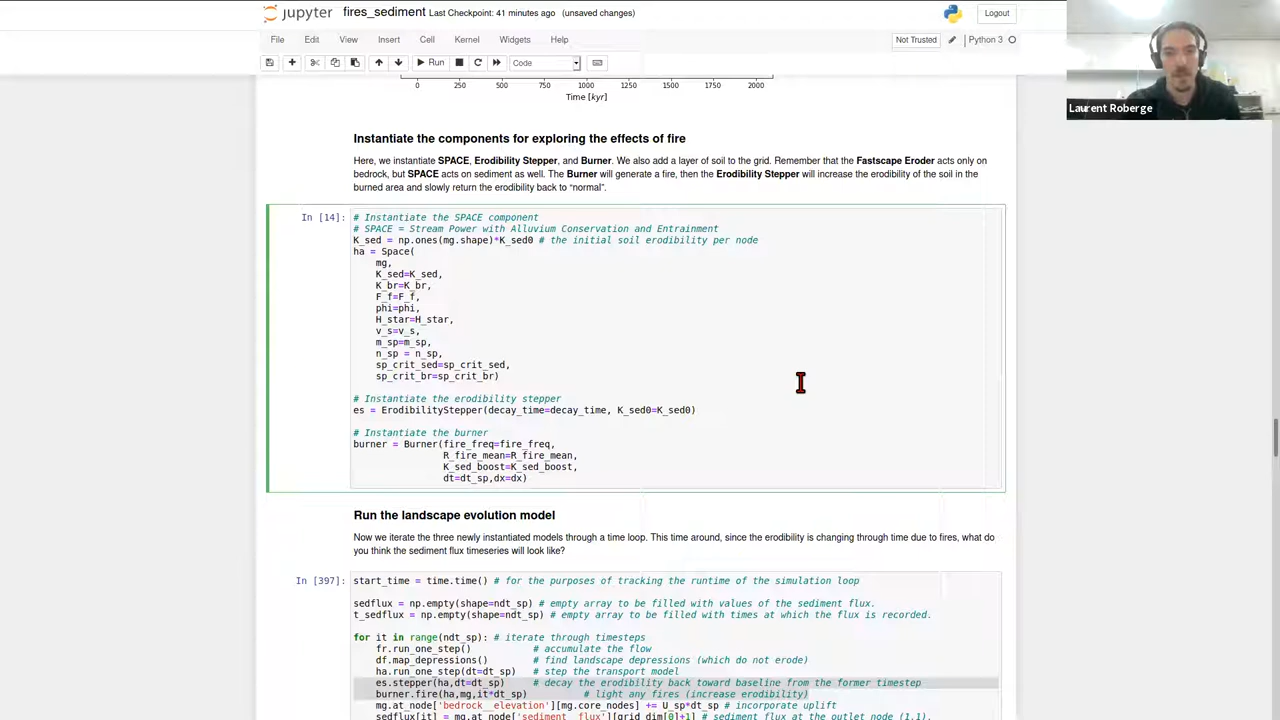 jupyter fires_sediment Last Checkpoint: 41 minutes ago (unsaved changes)
Logout
File Edit View Insert Cell Kernel Widgets Help
Not Trusted
Python 3
Run
Code
0 250 500 750 1000 1250 1500 1750 2000
Time [kyr]
Laurent Roberge
Instantiate the components for exploring the effects of fire
Here, we instantiate SPACE, Erodibility Stepper, and Burner. We also add a layer of soil to the grid. Remember that the Fastscape Eroder acts only on
bedrock, but SPACE acts on sediment as well. The Burner will generate a fire, then the Erodibility Stepper will increase the erodibility of the soil in the
burned area and slowly return the erodibility back to “normal”.
In [14]:
# Instantiate the SPACE component
# SPACE = Stream Power with Alluvium Conservation and Entrainment
K_sed = np.ones(mg.shape)*K_sed0 # the initial soil erodibility per node
ha = Space(
mg,
K_sed=K_sed,
K_br=K_br,
F_f=F_f,
phi=phi,
H_star=H_star,
v_s=v_s,
m_sp=m_sp,
n_sp = n_sp,
sp_crit_sed=sp_crit_sed,
sp_crit_br=sp_crit_br)
# Instantiate the erodibility stepper
es = ErodibilityStepper(decay_time=decay_time, K_sed0=K_sed0)
# Instantiate the burner
burner = Burner(fire_freq=fire_freq,
R_fire_mean=R_fire_mean,
K_sed_boost=K_sed_boost,
dt=dt_sp,dx=dx)
Run the landscape evolution model
Now we iterate the three newly instantiated models through a time loop. This time around, since the erodibility is changing through time due to fires, what do
you think the sediment flux timeseries will look like?
In [397]:
start_time = time.time() # for the purposes of tracking the runtime of the simulation loop
sedflux = np.empty(shape=ndt_sp) # empty array to be filled with values of the sediment flux.
t_sedflux = np.empty(shape=ndt_sp) # empty array to be filled with times at which the flux is recorded.
for it in range(ndt_sp): # iterate through timesteps
fr.run_one_step() # accumulate the flow
df.map_depressions() # find landscape depressions (which do not erode)
ha.run_one_step(dt=dt_sp) # step the transport model
es.stepper(ha,dt=dt_sp) # decay the erodibility back toward baseline from the former timestep
burner.fire(ha,mg,it*dt_sp) # light any fires (increase erodibility)
mg.at_node['bedrock__elevation'][mg.core_nodes] += U_sp*dt_sp # incorporate uplift
sedflux[it] = mg.at_node['sediment__flux'][grid_dim[0]+1] # sediment flux at the outlet node (1,1).